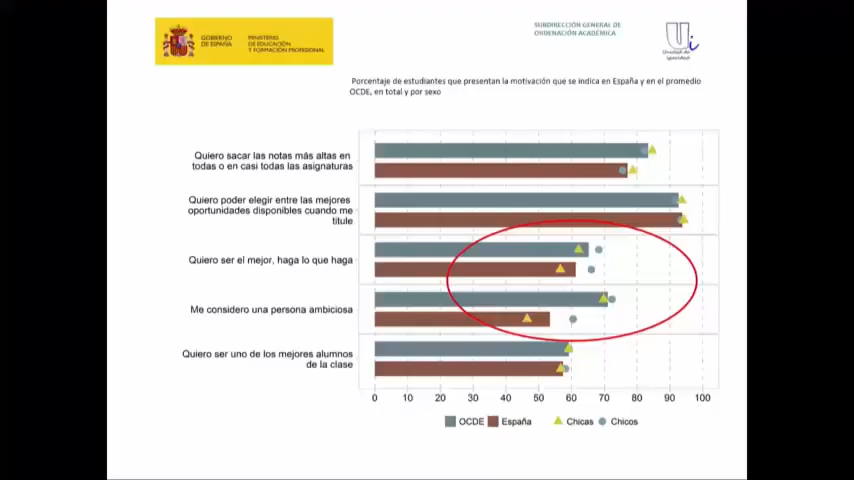 GOBIERNO
DE ESPAÑA
MINISTERIO
DE EDUCACIÓN
Y FORMACIÓN PROFESIONAL
SUBDIRECCIÓN GENERAL DE
ORDENACIÓN ACADÉMICA
Unidad de
Igualdad
Porcentaje de estudiantes que presentan la motivación que se indica en España y en el promedio
OCDE, en total y por sexo
Quiero sacar las notas más altas en
todas o en casi todas las asignaturas
Quiero poder elegir entre las mejores
oportunidades disponibles cuando me
titule
Quiero ser el mejor, haga lo que haga
Me considero una persona ambiciosa
Quiero ser uno de los mejores alumnos
de la clase
0 10 20 30 40 50 60 70 80 90 100
OCDE España Chicas Chicos